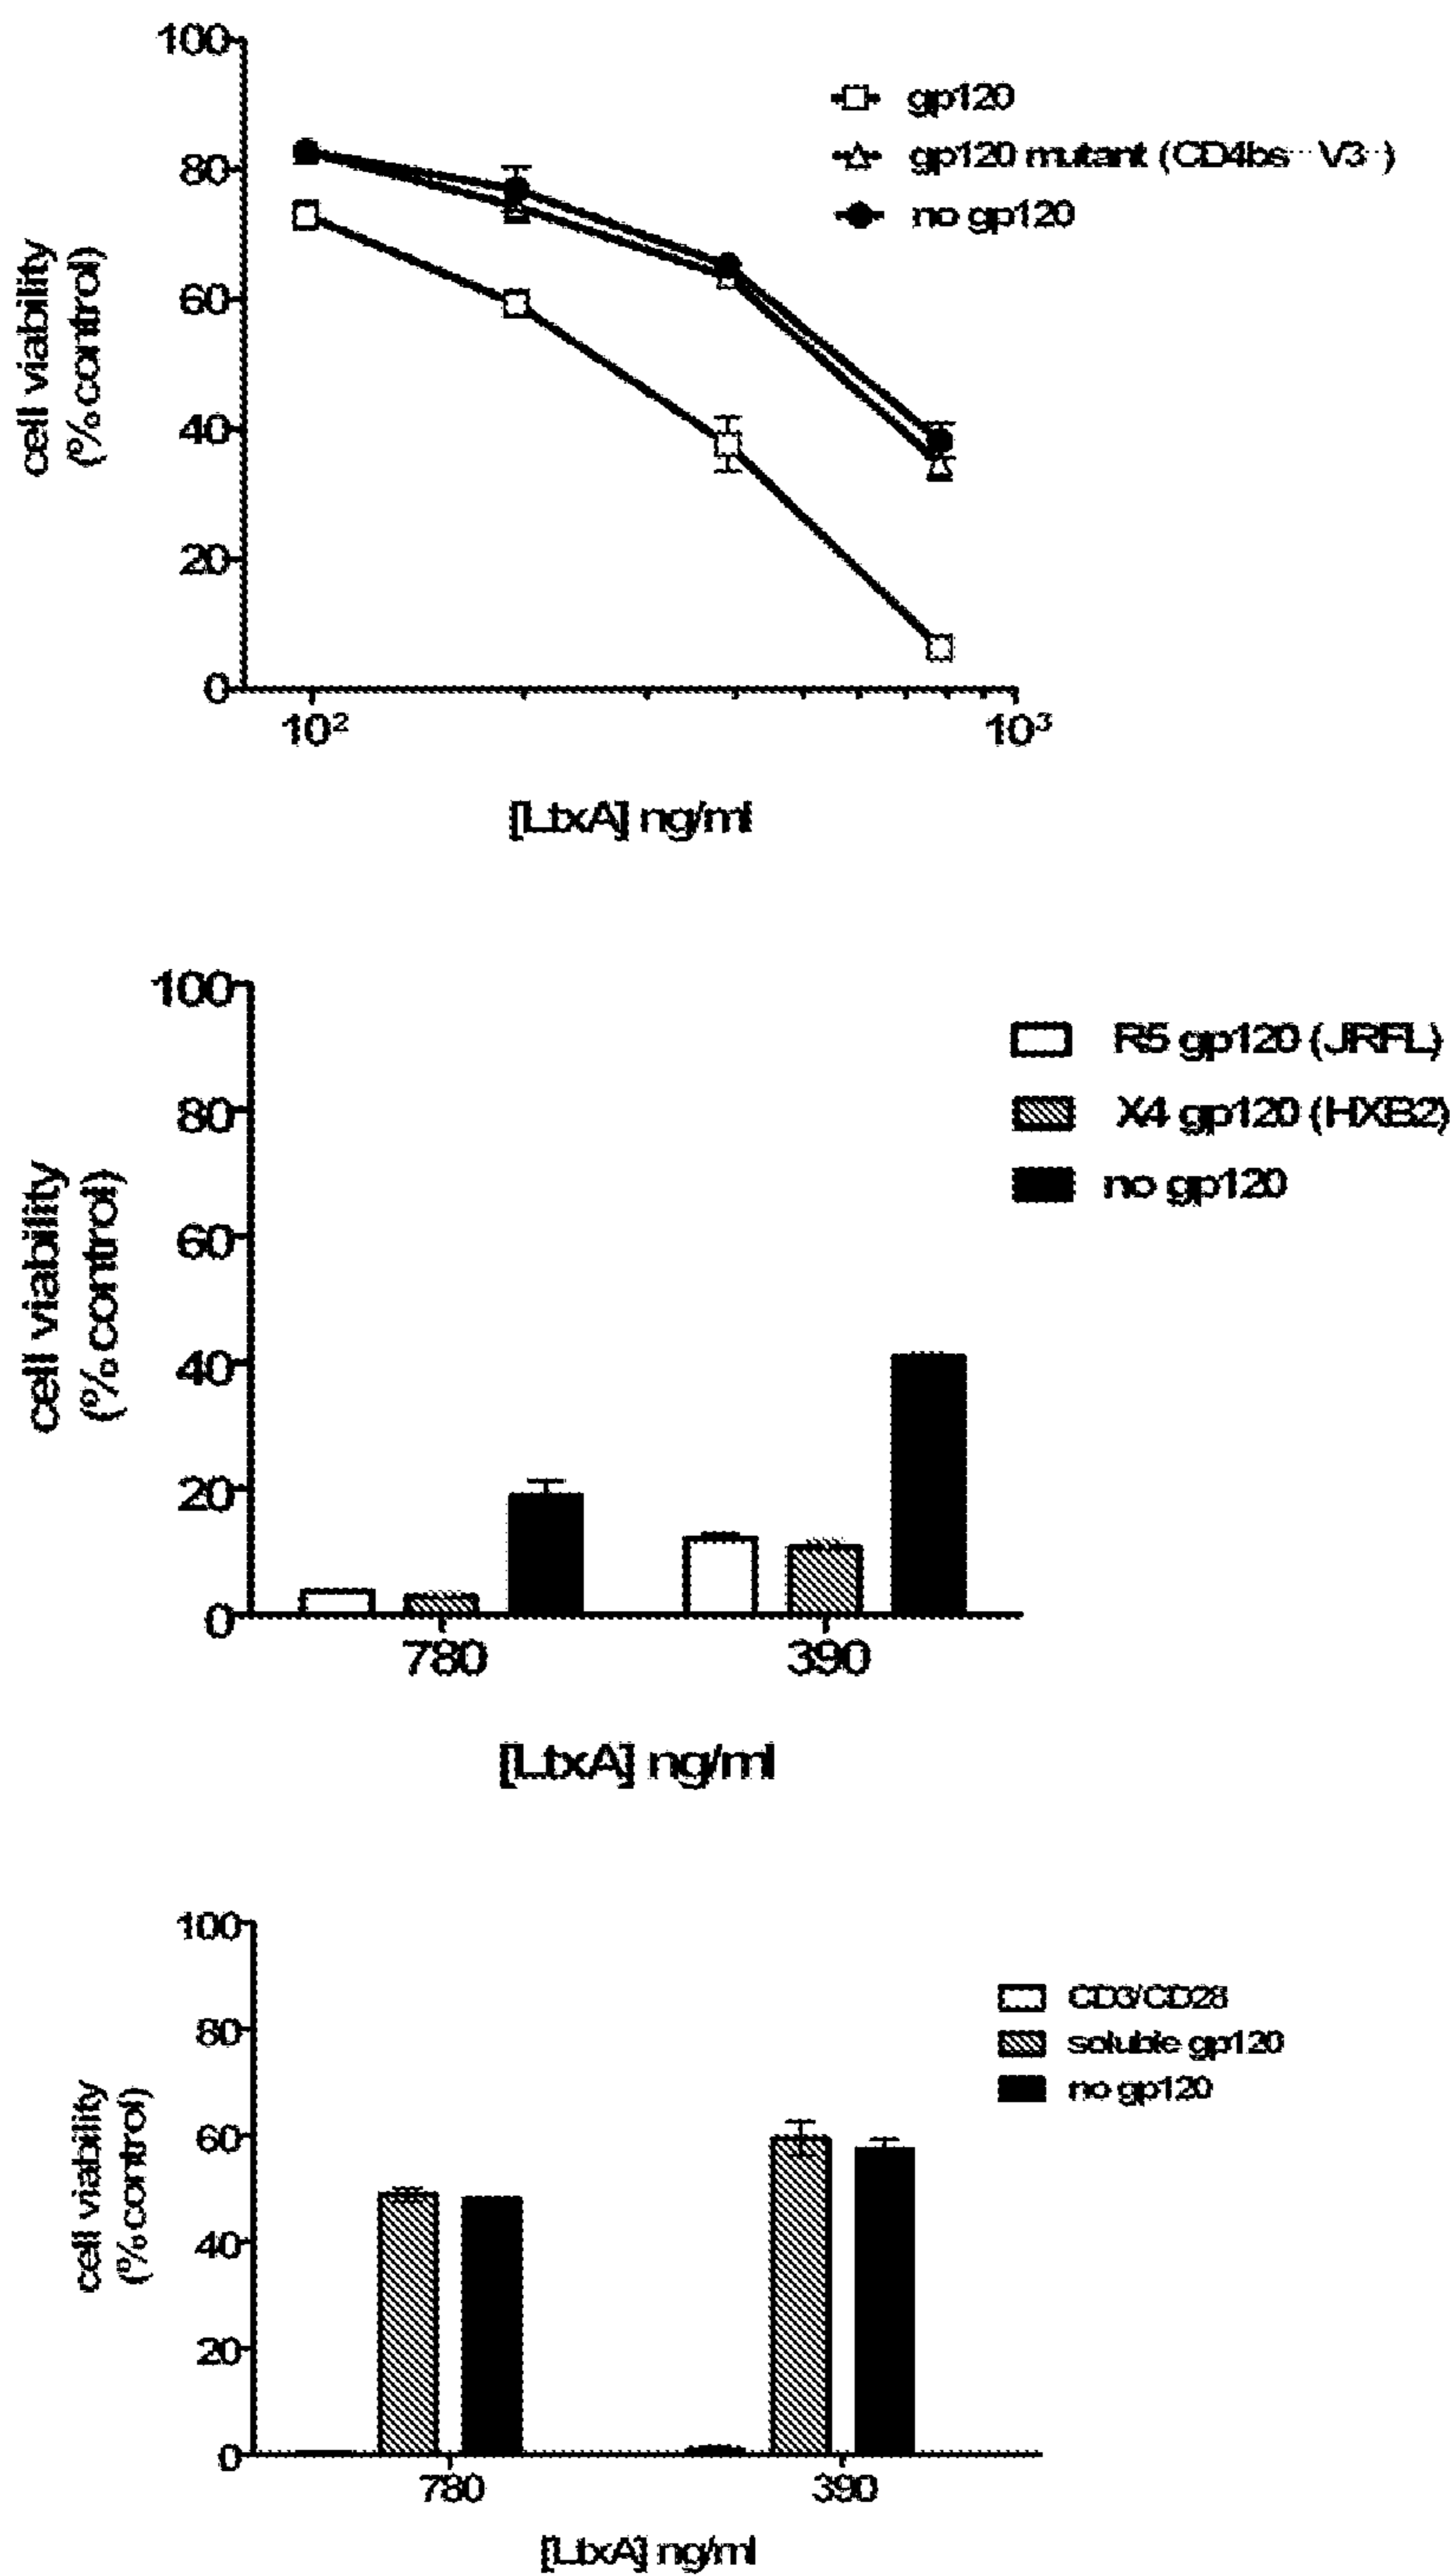 100
80
60
40
20
0
cell viability
(% control)
gp120
gp120 mutant (CD4bs-- V3-)
no gp120
10²
10³
[LtxA] ng/ml
100
80
60
40
20
0
cell viability
(% control)
R5 gp120 (JRFL)
X4 gp120 (HXB2)
no gp120
780
390
[LtxA] ng/ml
100
80
60
40
20
0
cell viability
(% control)
CD3/CD28
soluble gp120
no gp120
780
390
[LtxA] ng/ml